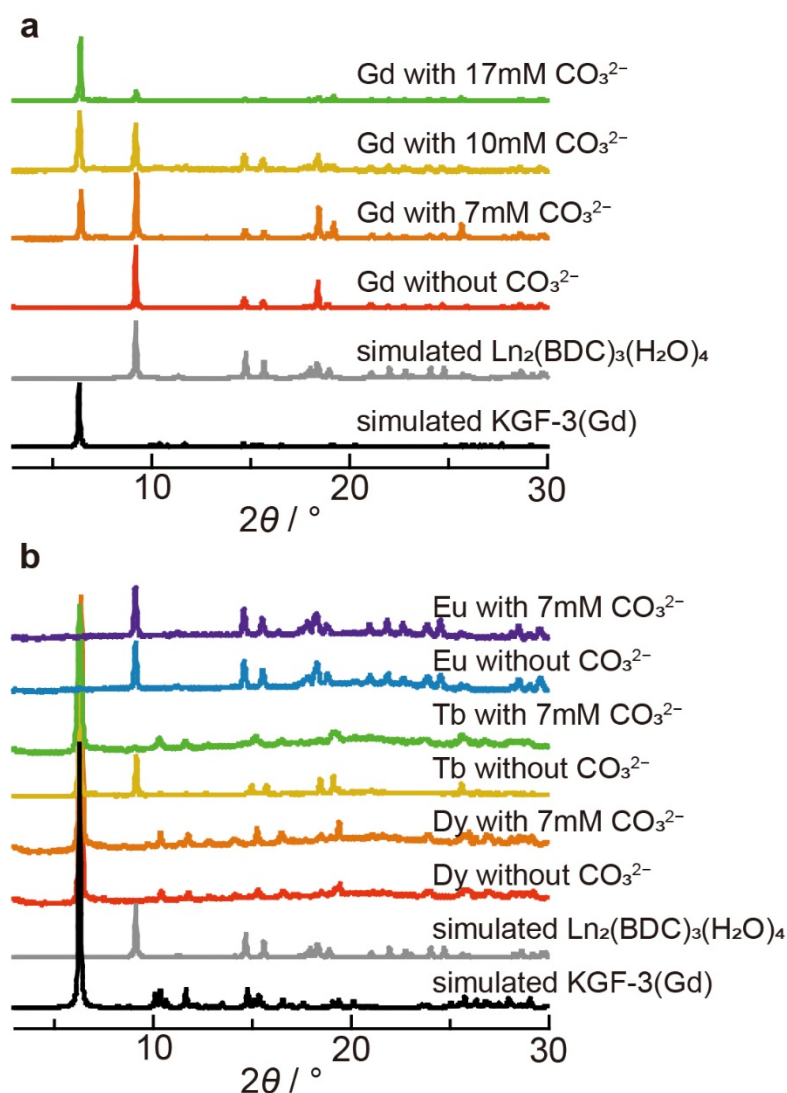 a
Gd with 17mM CO₃²⁻
Gd with 10mM CO₃²⁻
Gd with 7mM CO₃²⁻
Gd without CO₃²⁻
simulated Ln₂(BDC)₃(H₂O)₄
simulated KGF-3(Gd)
10 20 30
2θ / °
b
Eu with 7mM CO₃²⁻
Eu without CO₃²⁻
Tb with 7mM CO₃²⁻
Tb without CO₃²⁻
Dy with 7mM CO₃²⁻
Dy without CO₃²⁻
simulated Ln₂(BDC)₃(H₂O)₄
simulated KGF-3(Gd)
10 20 30
2θ / °